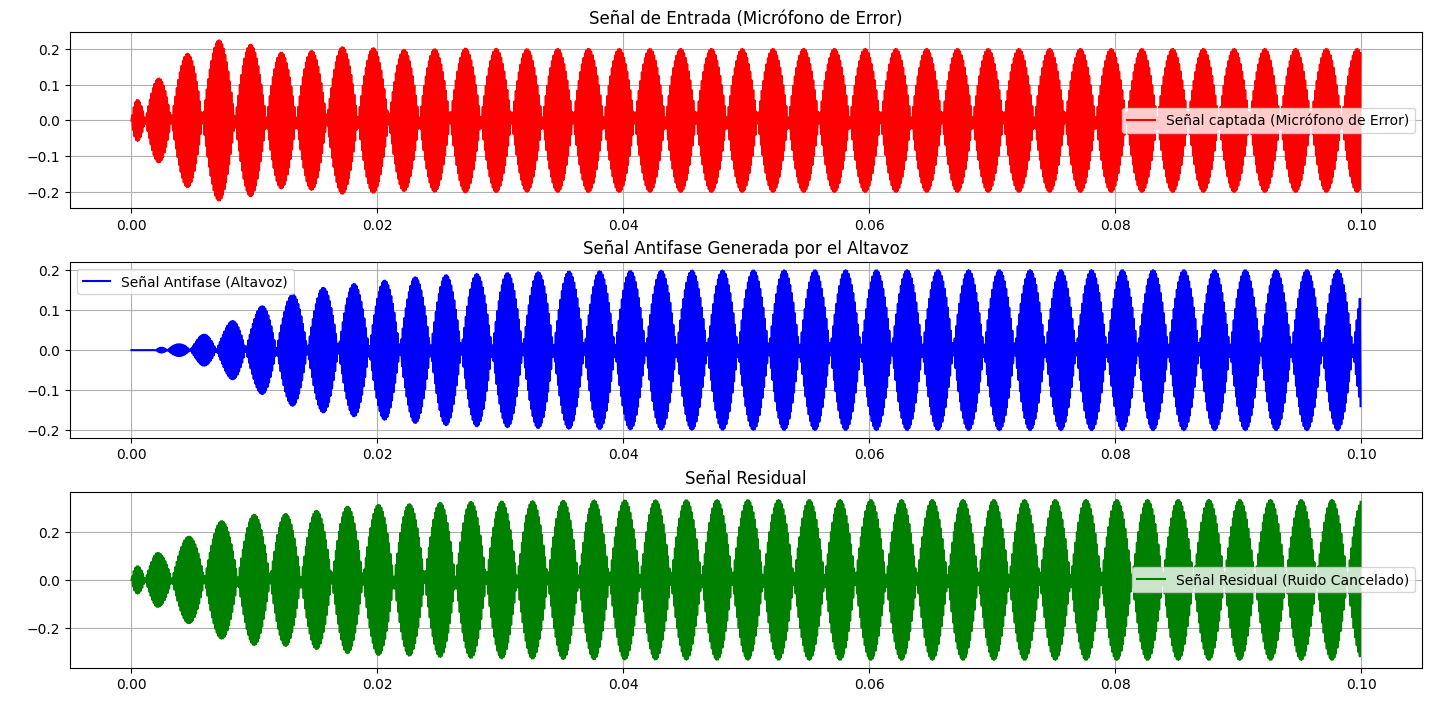 Señal de Entrada (Micrófono de Error)
0.2
0.1
0.0
−0.1
−0.2
Señal captada (Micrófono de Error)
0.00 0.02 0.04 0.06 0.08 0.10
Señal Antifase Generada por el Altavoz
0.2
0.1
0.0
−0.1
−0.2
Señal Antifase (Altavoz)
0.00 0.02 0.04 0.06 0.08 0.10
Señal Residual
0.2
0.0
−0.2
Señal Residual (Ruido Cancelado)
0.00 0.02 0.04 0.06 0.08 0.10